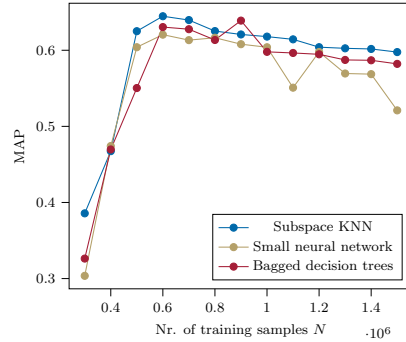 0.6
0.5
0.4
0.3
MAP
Subspace KNN
Small neural network
Bagged decision trees
0.4 0.6 0.8 1 1.2 1.4
Nr. of training samples N
·10⁶